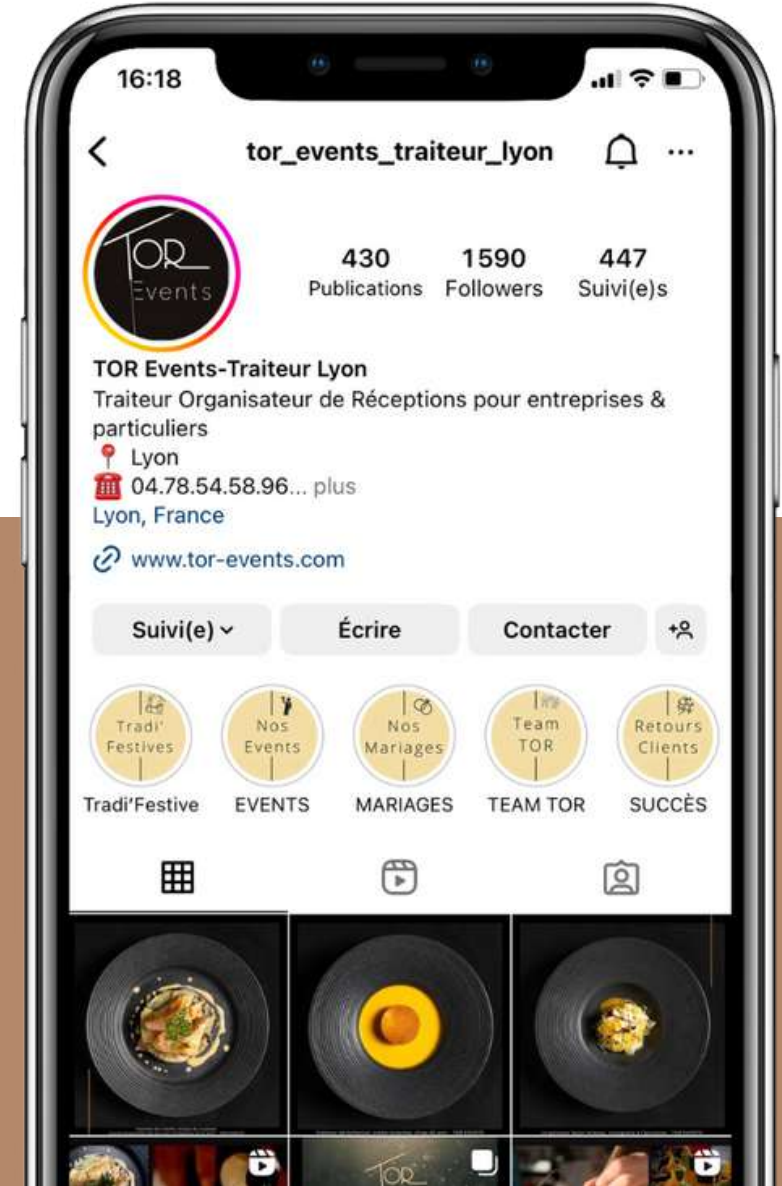 16:18
tor_events_traiteur_lyon
TOR
Events
430
1590
447
Publications
Followers
Suivi(e)s
TOR Events-Traiteur Lyon
Traiteur Organisateur de Réceptions pour entreprises &
particuliers
Lyon
04.78.54.58.96... plus
Lyon, France
www.tor-events.com
Suivi(e)
Écrire
Contacter
Tradi'
Festives
Nos
Events
Nos
Mariages
Team
TOR
Retours
Clients
Tradi'Festive
EVENTS
MARIAGES
TEAM TOR
SUCCÈS
TOR